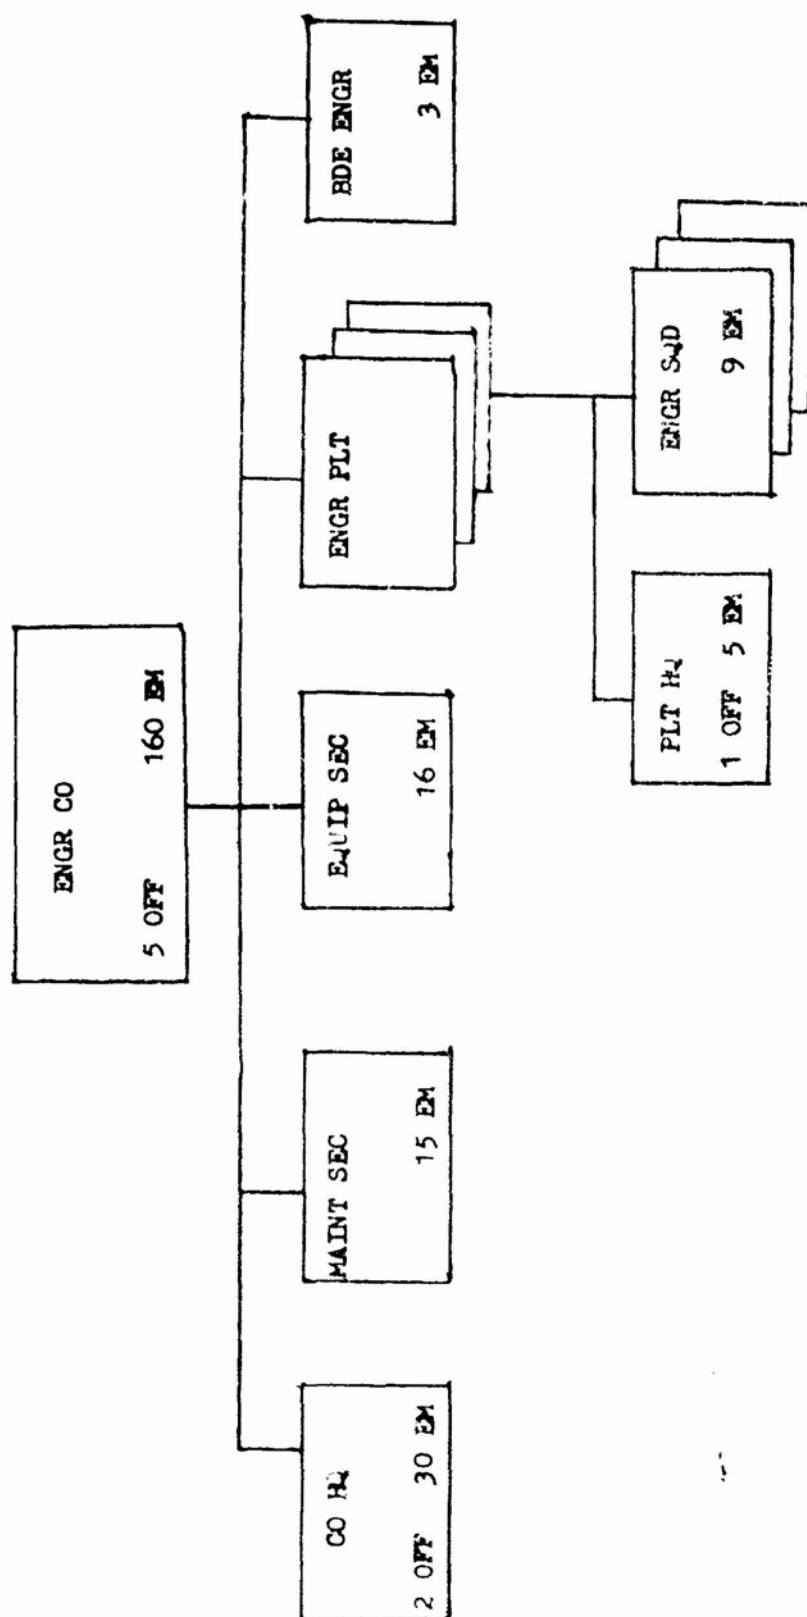 ENGR CO
5 OFF 160 EM
CO HQ
2 OFF 30 EM
MAINT SEC
15 EM
EQUIP SEC
16 EM
ENGR PLT
BDE ENGR
3 EM
PLT HQ
1 OFF 5 EM
ENGR SQD
9 EM